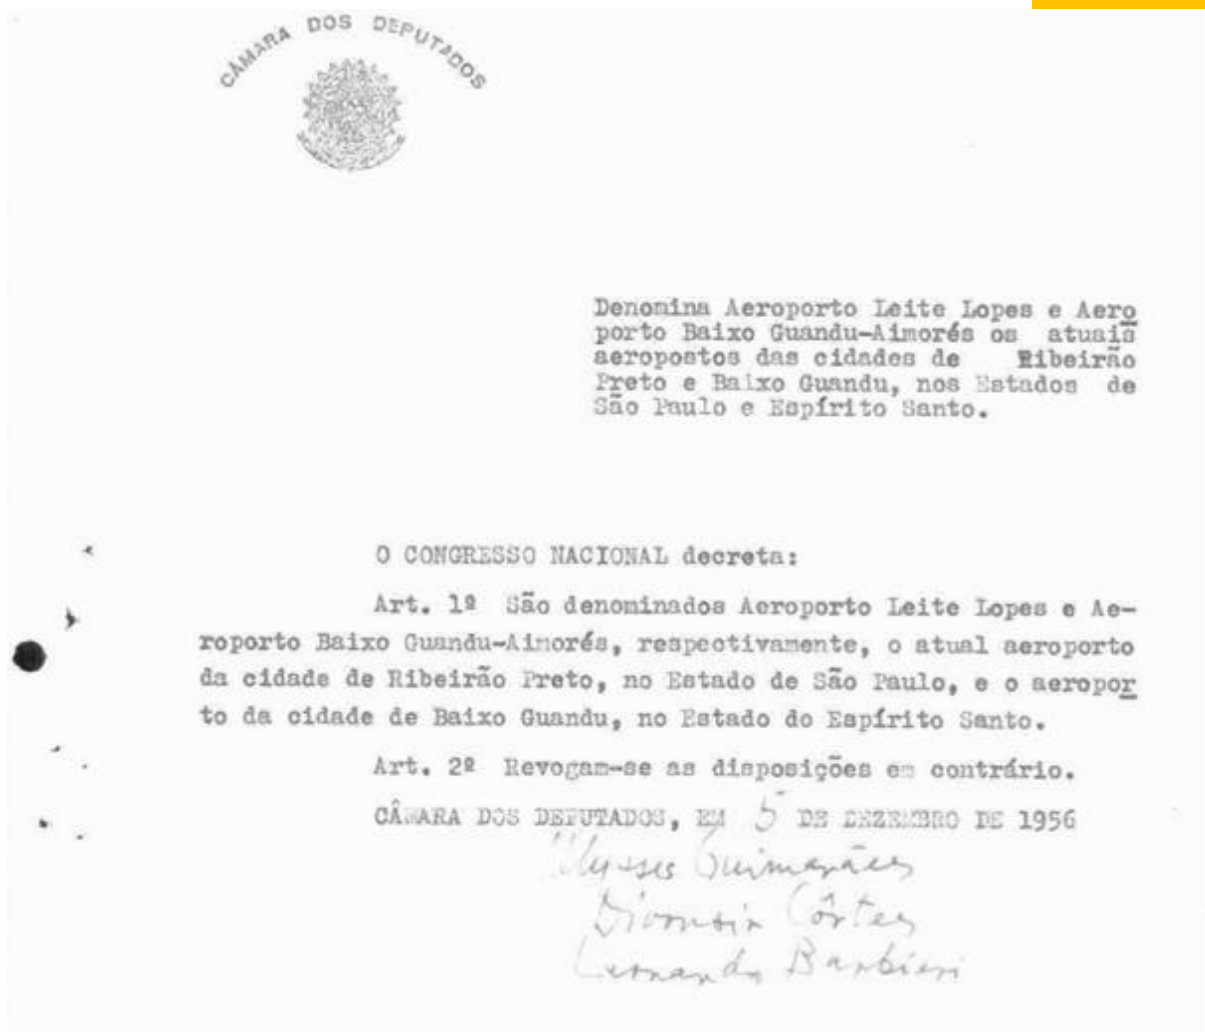 CÂMARA DOS DEPUTADOS
Denomina Aeroporto Leite Lopes e Aero
porto Baixo Guandu-Aimorés os atuais
aeropostos das cidades de Ribeirão
Preto e Baixo Guandu, nos Estados de
São Paulo e Espírito Santo.
O CONGRESSO NACIONAL decreta:
Art. 1º São denominados Aeroporto Leite Lopes e Ae-
roporto Baixo Guandu-Aimorés, respectivamente, o atual aeroporto
da cidade de Ribeirão Preto, no Estado de São Paulo, e o aeropor
to da cidade de Baixo Guandu, no Estado do Espírito Santo.
Art. 2º Revogam-se as disposições em contrário.
CÂMARA DOS DEPUTADOS, EM 5 DE DEZEMBRO DE 1956
Ulysses Guimarães
Côrtes
Barbieri